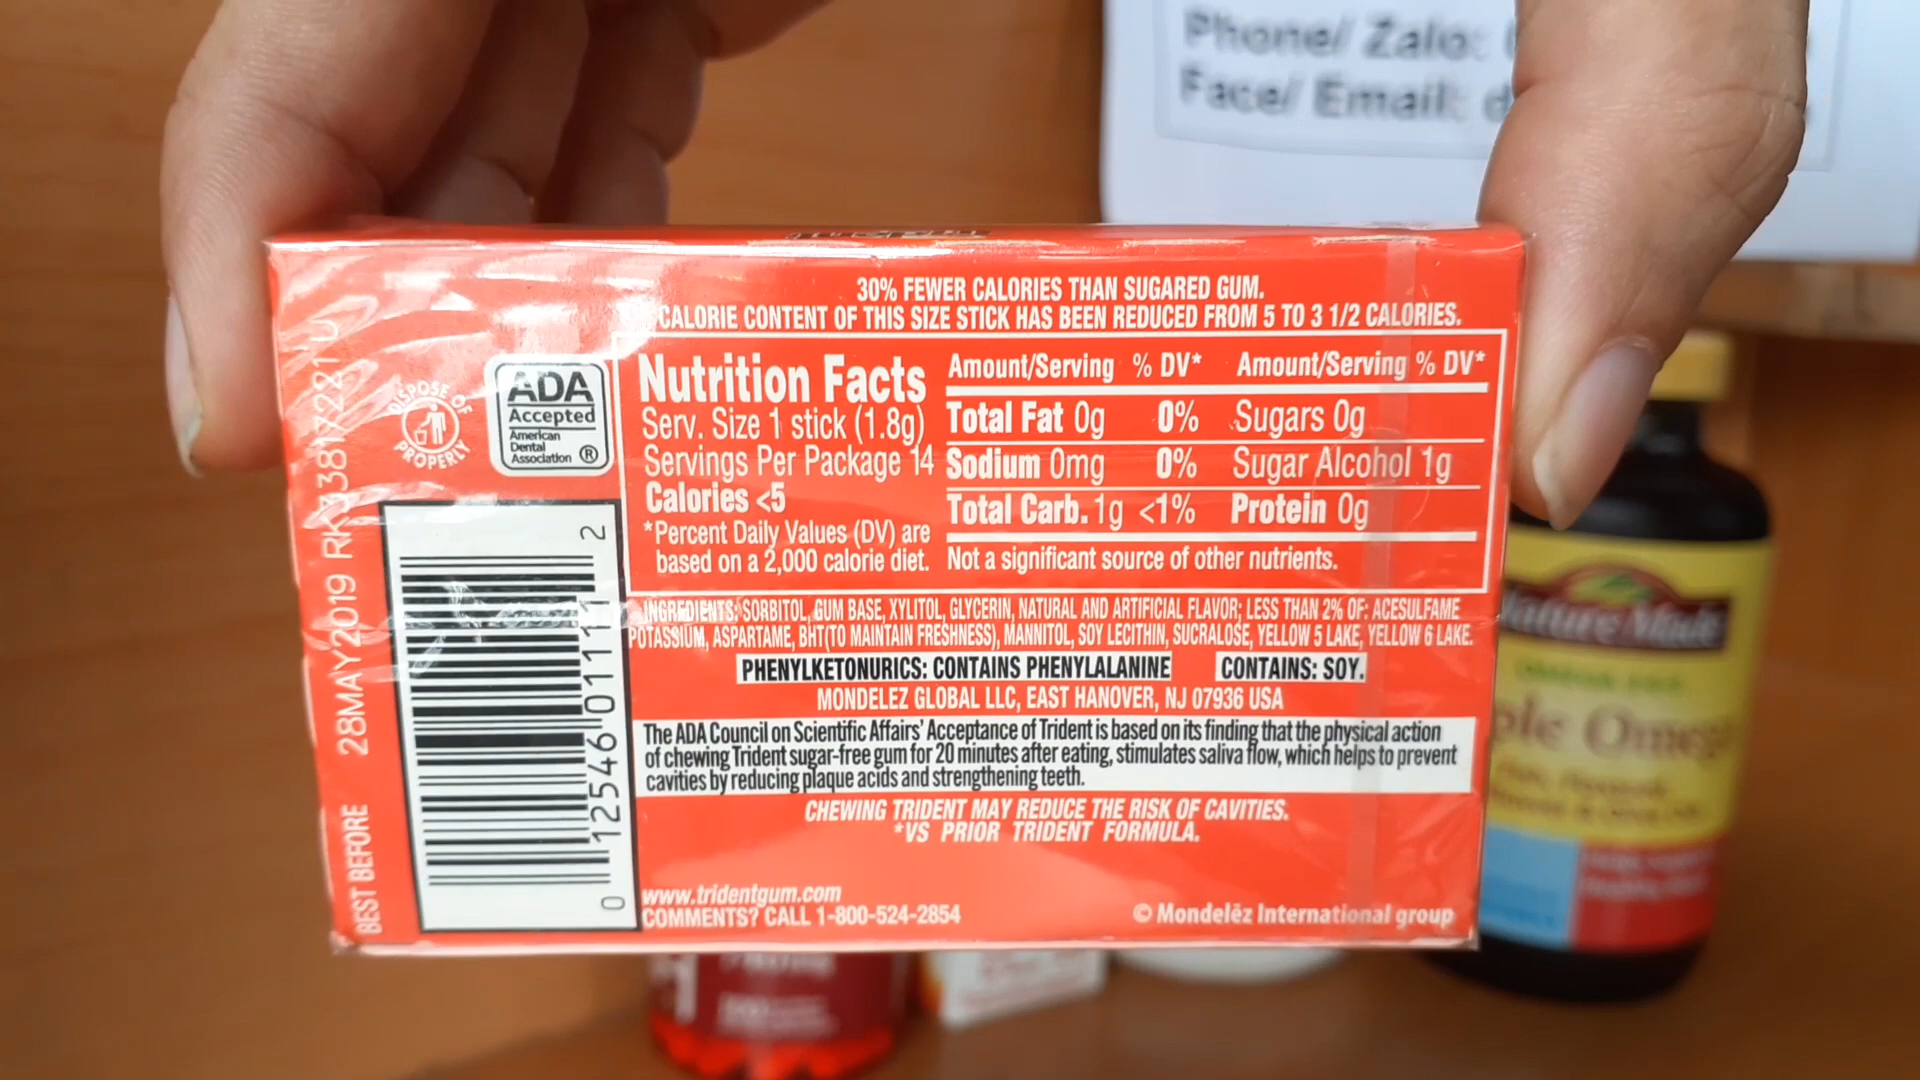 Phone/ Zalo:
Face/ Email: d
30% FEWER CALORIES THAN SUGARED GUM.
CALORIE CONTENT OF THIS SIZE STICK HAS BEEN REDUCED FROM 5 TO 3 1/2 CALORIES.
DISPOSE OF
PROPERLY
ADA
Accepted
American
Dental
Association ®
Nutrition Facts
Serv. Size 1 stick (1.8g)
Servings Per Package 14
Calories <5
*Percent Daily Values (DV) are
based on a 2,000 calorie diet.
Amount/Serving % DV* Amount/Serving % DV*
Total Fat 0g 0% Sugars 0g
Sodium 0mg 0% Sugar Alcohol 1g
Total Carb. 1g <1% Protein 0g
Not a significant source of other nutrients.
INGREDIENTS: SORBITOL, GUM BASE, XYLITOL, GLYCERIN, NATURAL AND ARTIFICIAL FLAVOR; LESS THAN 2% OF: ACESULFAME
POTASSIUM, ASPARTAME, BHT (TO MAINTAIN FRESHNESS), MANNITOL, SOY LECITHIN, SUCRALOSE, YELLOW 5 LAKE, YELLOW 6 LAKE.
PHENYLKETONURICS: CONTAINS PHENYLALANINE CONTAINS: SOY.
MONDELEZ GLOBAL LLC, EAST HANOVER, NJ 07936 USA
The ADA Council on Scientific Affairs' Acceptance of Trident is based on its finding that the physical action
of chewing Trident sugar-free gum for 20 minutes after eating, stimulates saliva flow, which helps to prevent
cavities by reducing plaque acids and strengthening teeth.
CHEWING TRIDENT MAY REDUCE THE RISK OF CAVITIES.
*VS PRIOR TRIDENT FORMULA.
www.tridentgum.com
COMMENTS? CALL 1-800-524-2854
© Mondelēz International group
BEST BEFORE 28MAY2019 RK33817221 U
0 12546 01111 2
Nature Made
ple Omeg